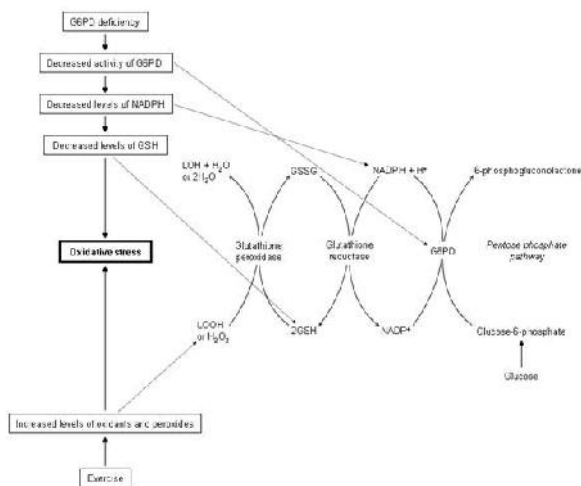 G6PD deficiency
Decreased activity of G6PD
Decreased levels of NADPH
Decreased levels of GSH
LOH + H₂O
or 2H₂O
GSSG
NADPH + H⁺
6-phosphogluconolactone
Oxidative stress
Glutathione
peroxidase
Glutathione
reductase
G6PD
Pentose phosphate
pathway
LOOH
or H₂O₂
2GSH
NADP⁺
Glucose-6-phosphate
Glucose
Increased levels of oxidants and peroxides
Exercise